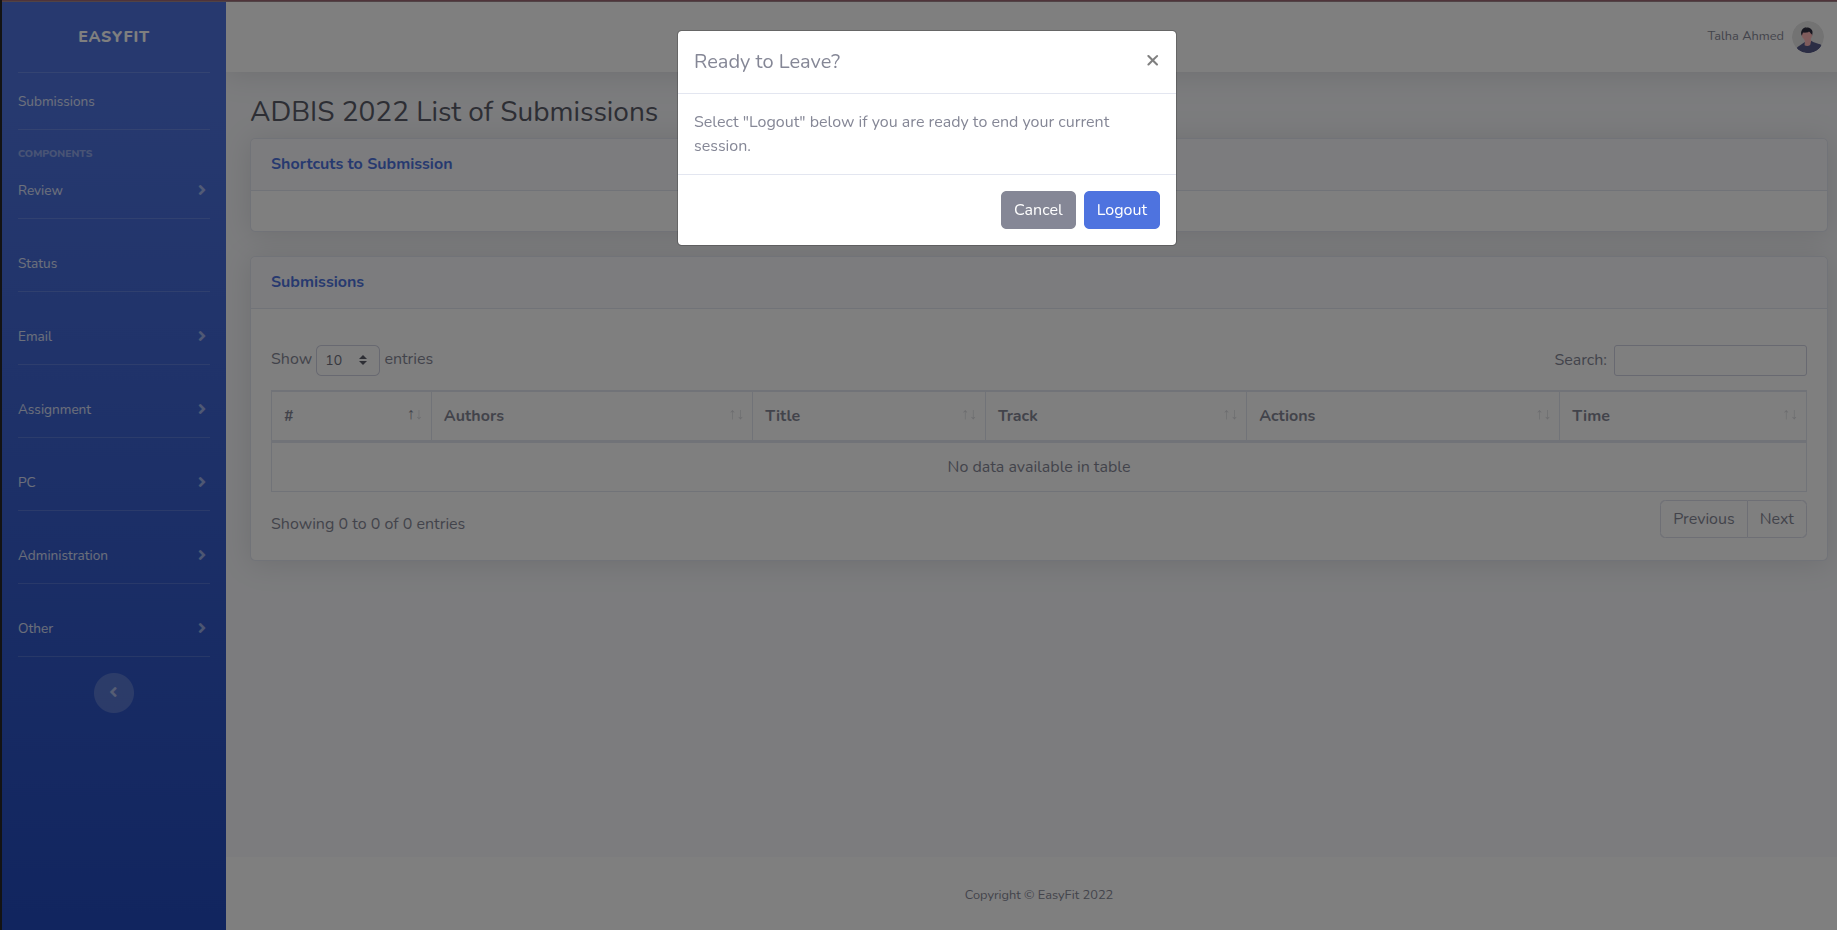 EASYFIT
Submissions
COMPONENTS
Review
Status
Email
Assignment
PC
Administration
Other
Talha Ahmed
Ready to Leave?
×
Select "Logout" below if you are ready to end your current
session.
Cancel Logout
ADBIS 2022 List of Submissions
Shortcuts to Submission
Submissions
Show 10 entries
Search:
# Authors Title Track Actions Time
No data available in table
Showing 0 to 0 of 0 entries
Previous Next
Copyright © EasyFit 2022